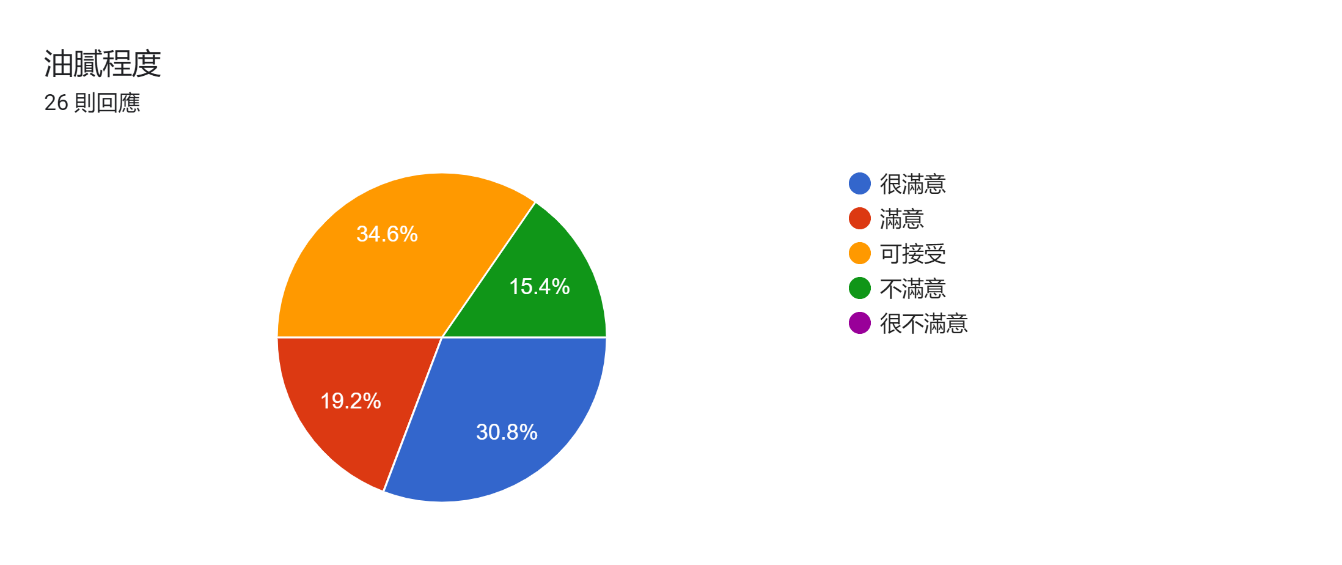 油膩程度
26 則回應
34.6%
15.4%
19.2%
30.8%
很滿意
滿意
可接受
不滿意
很不滿意